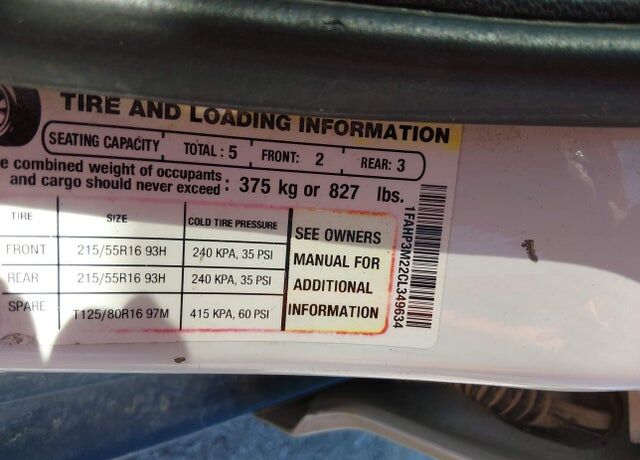 TIRE AND LOADING INFORMATION
SEATING CAPACITY TOTAL : 5 FRONT: 2 REAR: 3
combined weight of occupants
and cargo should never exceed : 375 kg or 827 lbs.
TIRE SIZE COLD TIRE PRESSURE
FRONT 215/55R16 93H 240 KPA, 35 PSI
REAR 215/55R16 93H 240 KPA, 35 PSI
SPARE T125/80R16 97M 415 KPA, 60 PSI
SEE OWNERS
MANUAL FOR
ADDITIONAL
INFORMATION
1FAHP3M22CL349634